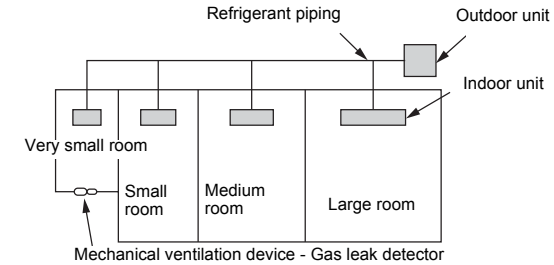 Refrigerant piping
Outdoor unit
Indoor unit
Very small room
Small
room
Medium
room
Large room
Mechanical ventilation device - Gas leak detector